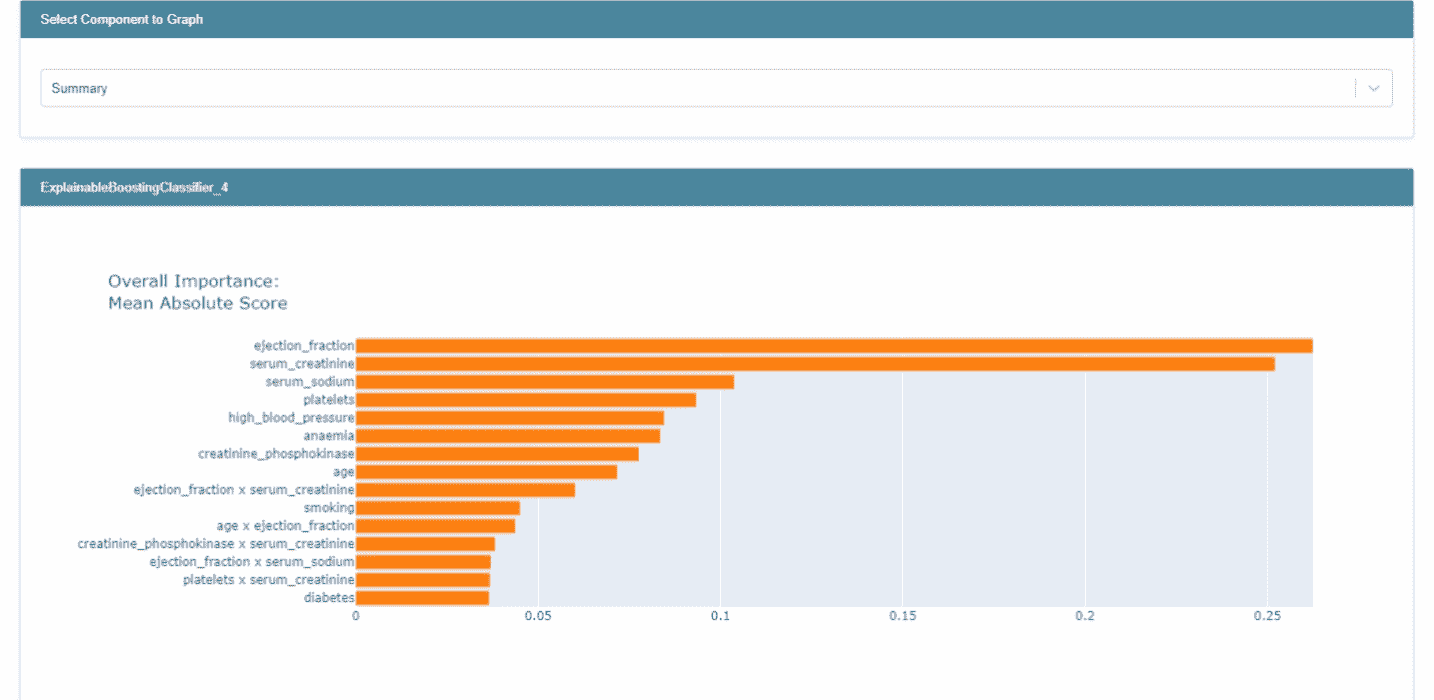 Select Component to Graph
Summary
ExplainableBoostingClassifier_4
Overall Importance:
Mean Absolute Score
ejection_fraction
serum_creatinine
serum_sodium
platelets
high_blood_pressure
anaemia
creatinine_phosphokinase
age
ejection_fraction x serum_creatinine
smoking
age x ejection_fraction
creatinine_phosphokinase x serum_creatinine
ejection_fraction x serum_sodium
platelets x serum_creatinine
diabetes
0 0.05 0.1 0.15 0.2 0.25